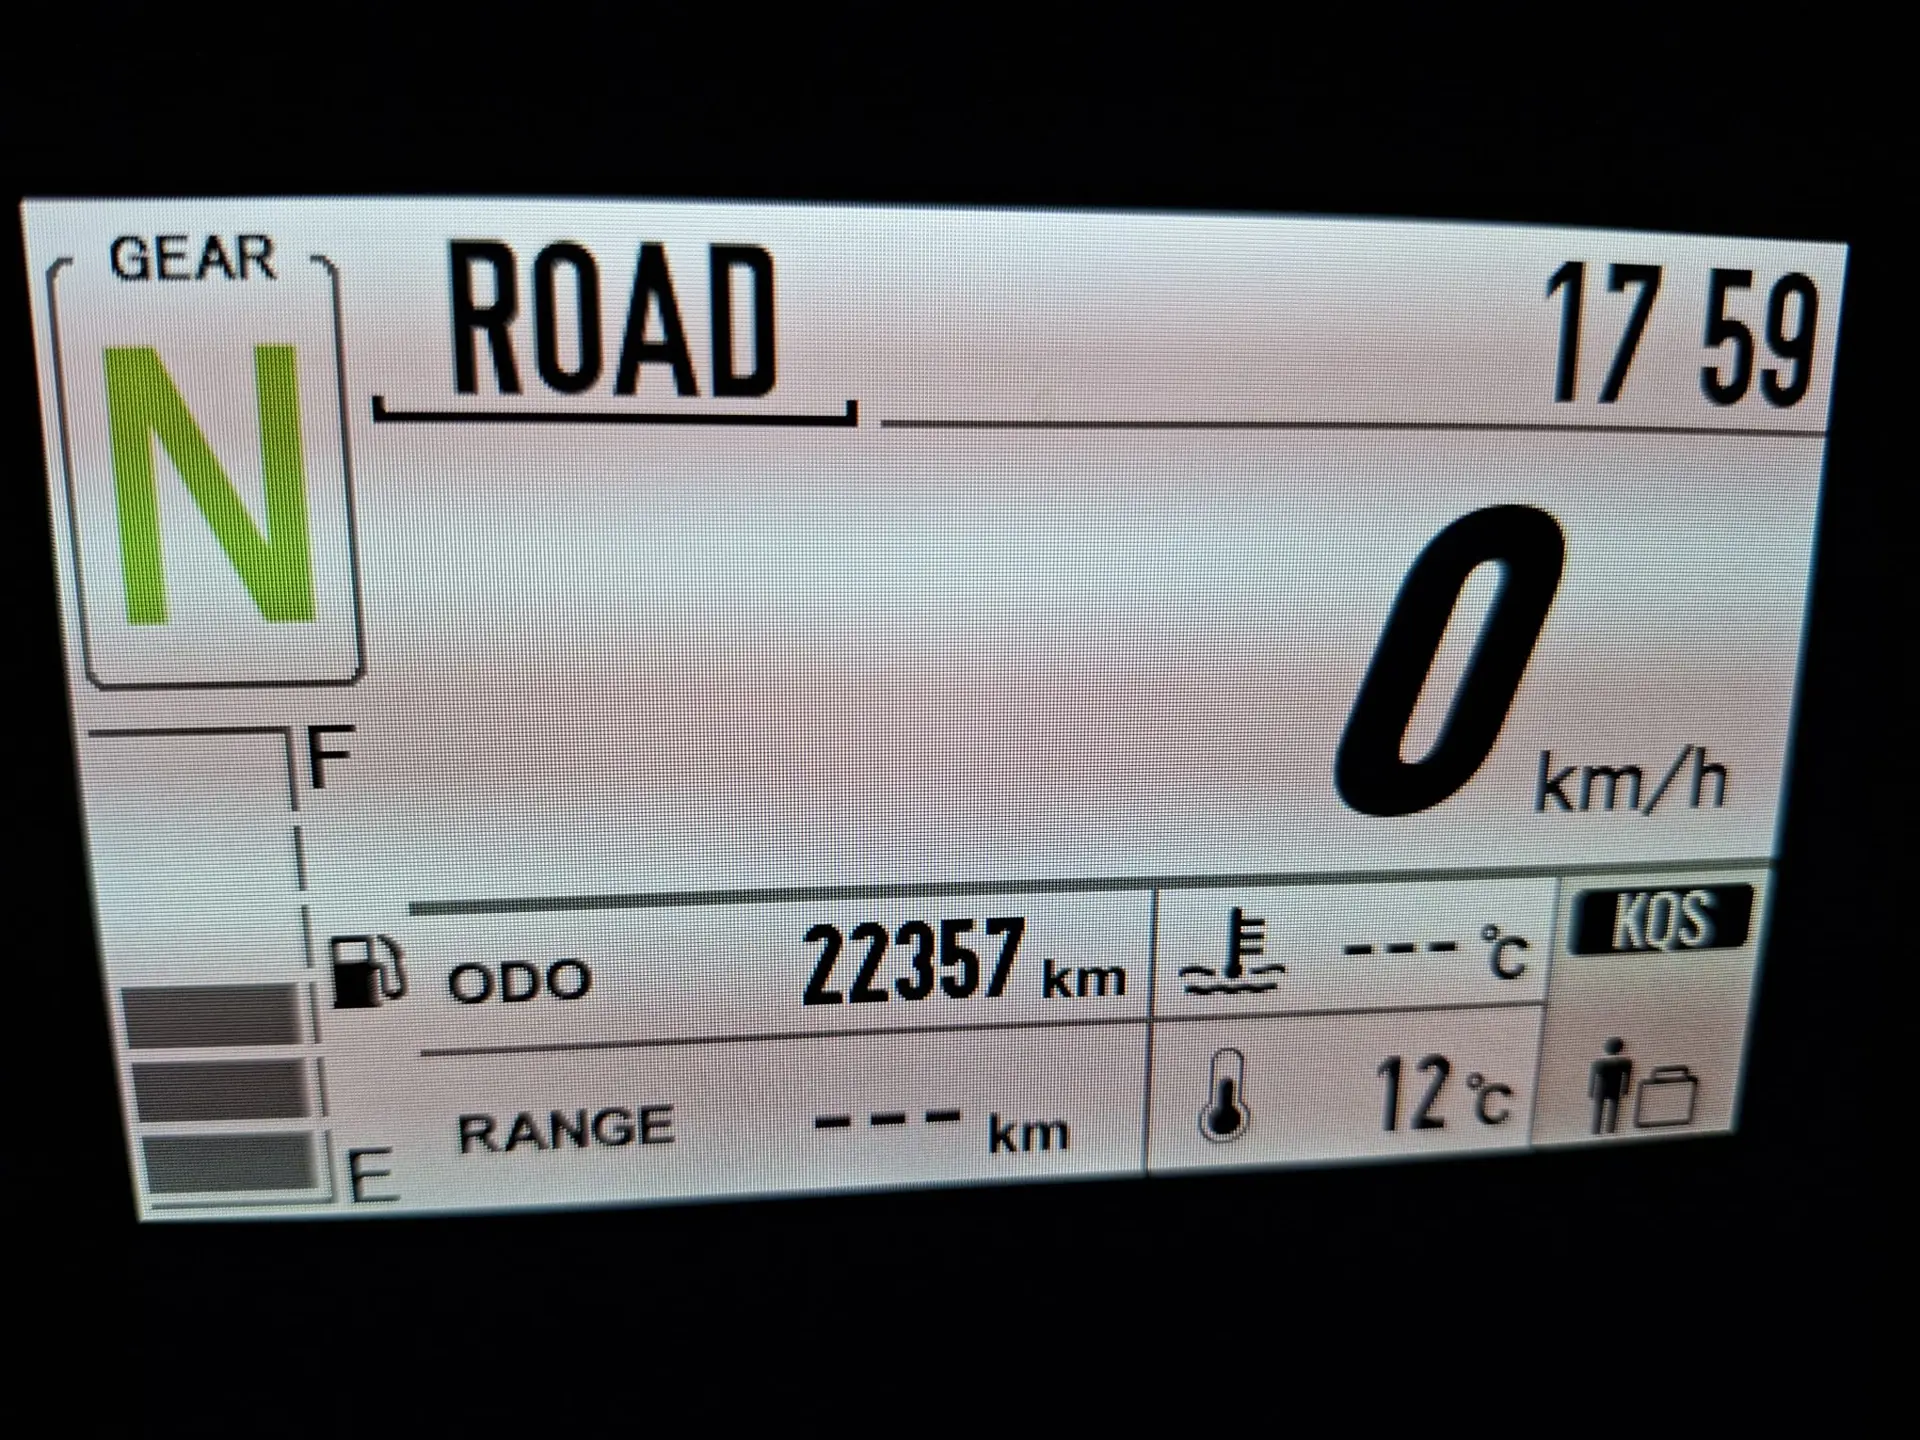 GEAR
N
ROAD
17 59
0 km/h
F
E
ODO 22357 km
--- °C
KQS
RANGE --- km
12 °C